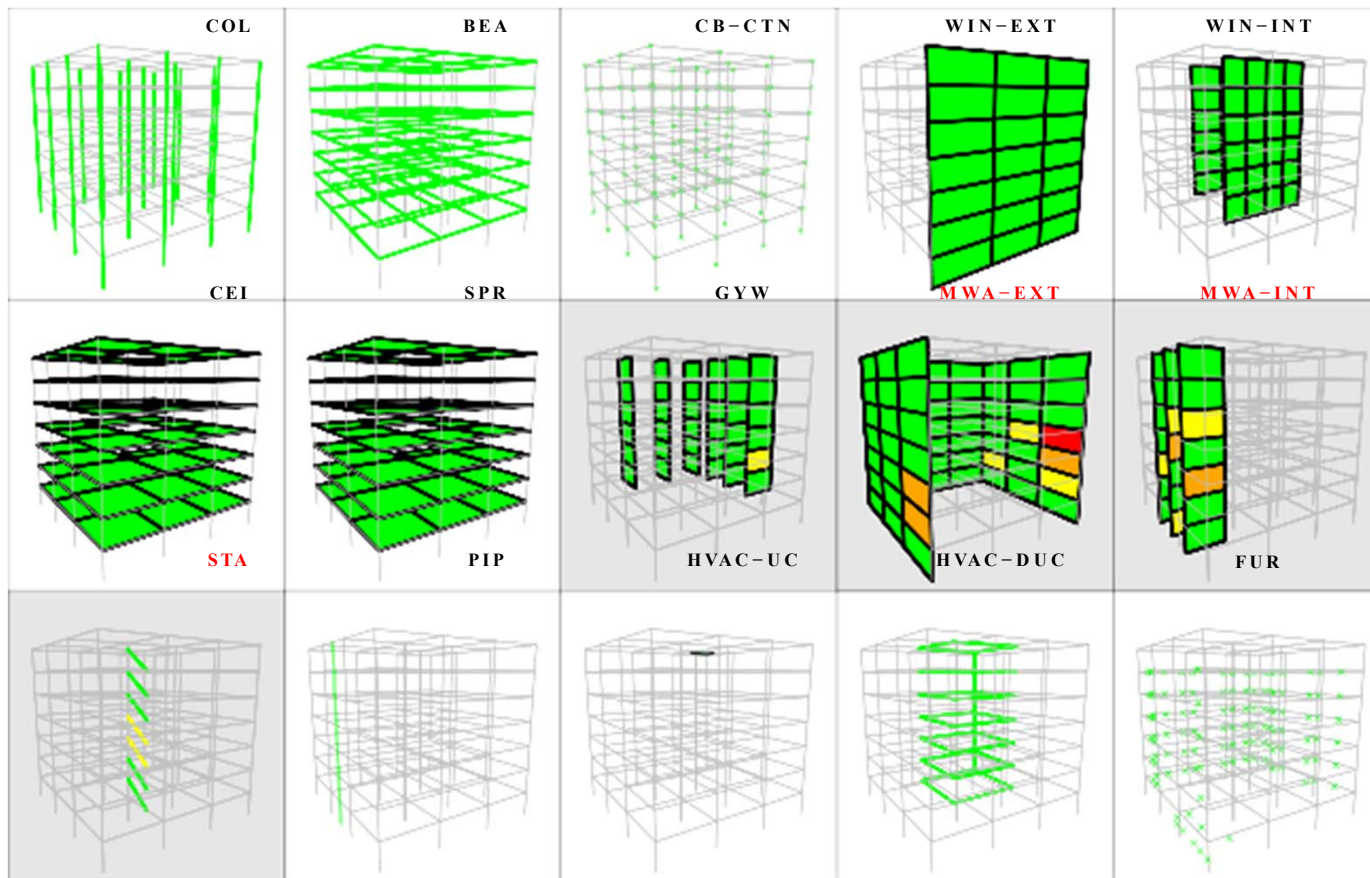 COL BEA CB-CTN WIN-EXT WIN-INT
CEI SPR GYW MWA-EXT MWA-INT
STA PIP HVAC-UC HVAC-DUC FUR